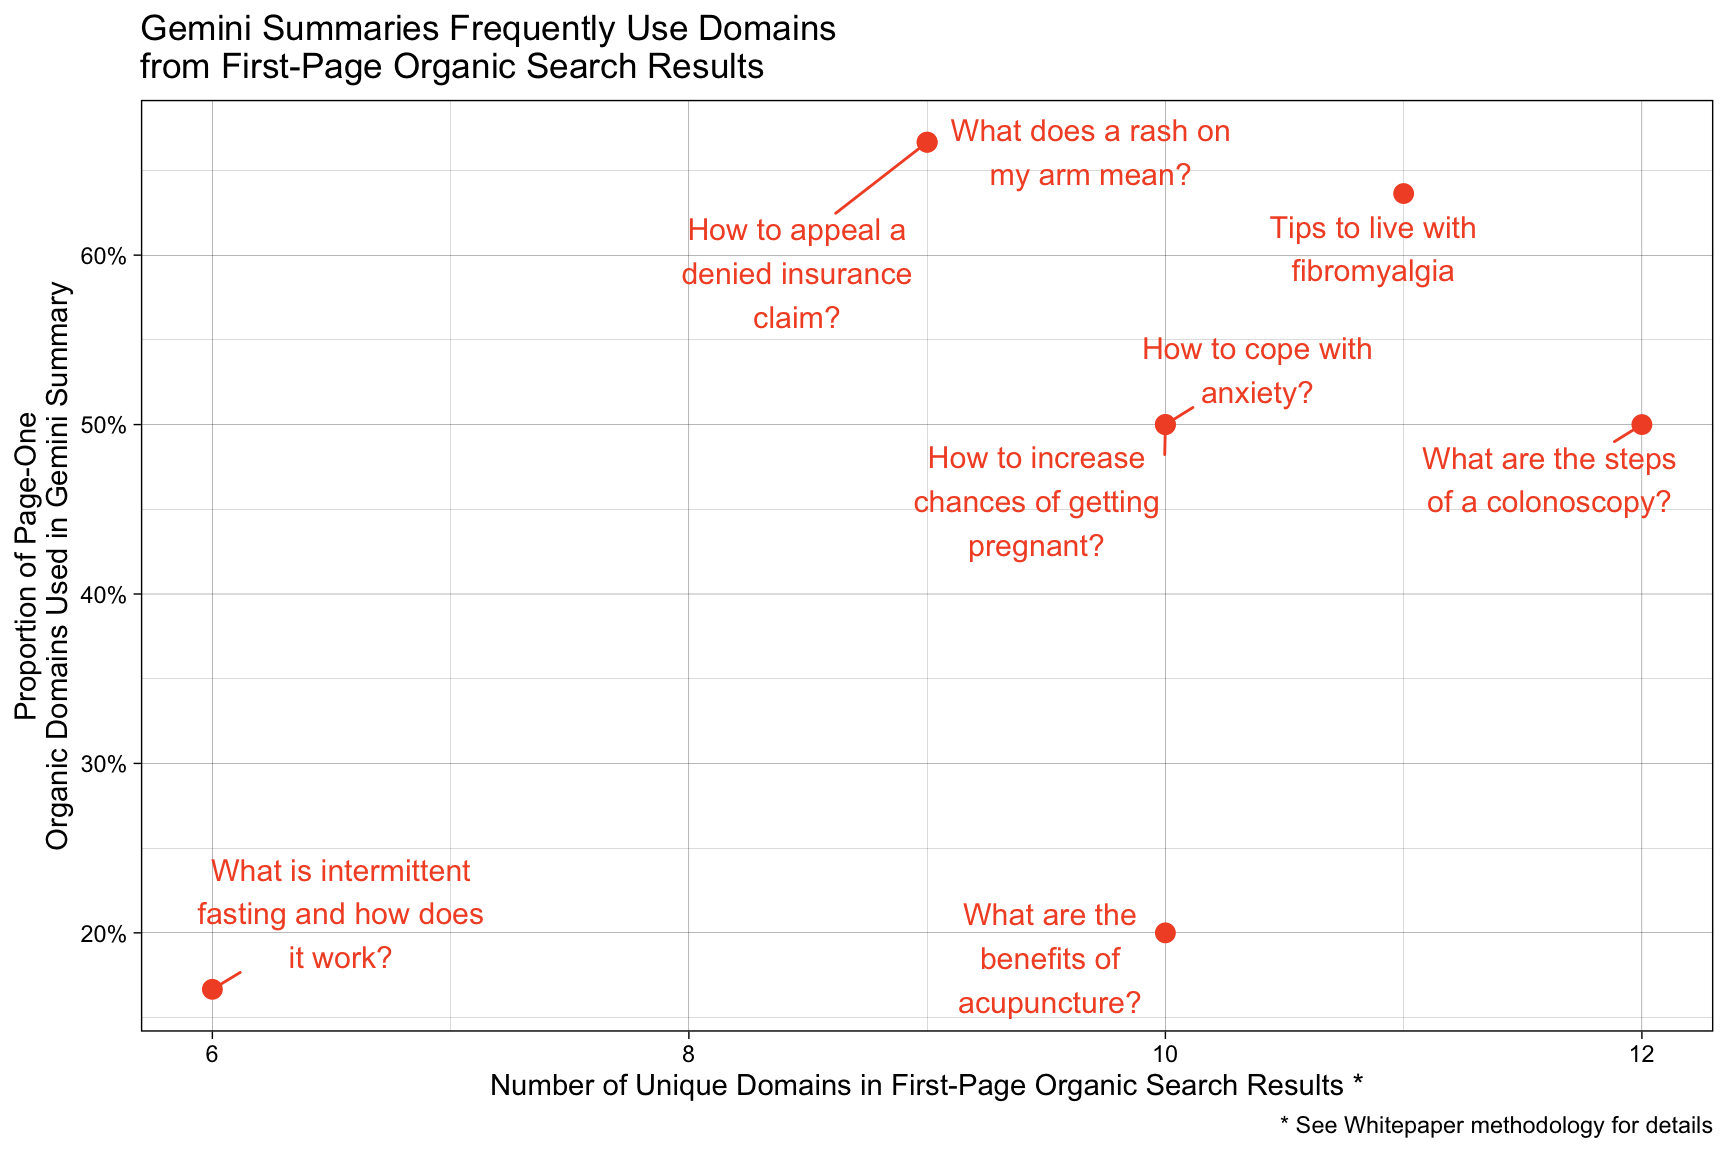 Gemini Summaries Frequently Use Domains
from First-Page Organic Search Results
Proportion of Page-One
Organic Domains Used in Gemini Summary
60%
50%
40%
30%
20%
What does a rash on
my arm mean?
How to appeal a
denied insurance
claim?
Tips to live with
fibromyalgia
How to cope with
anxiety?
How to increase
chances of getting
pregnant?
What are the steps
of a colonoscopy?
What is intermittent
fasting and how does
it work?
What are the
benefits of
acupuncture?
6
8
10
12
Number of Unique Domains in First-Page Organic Search Results *
* See Whitepaper methodology for details